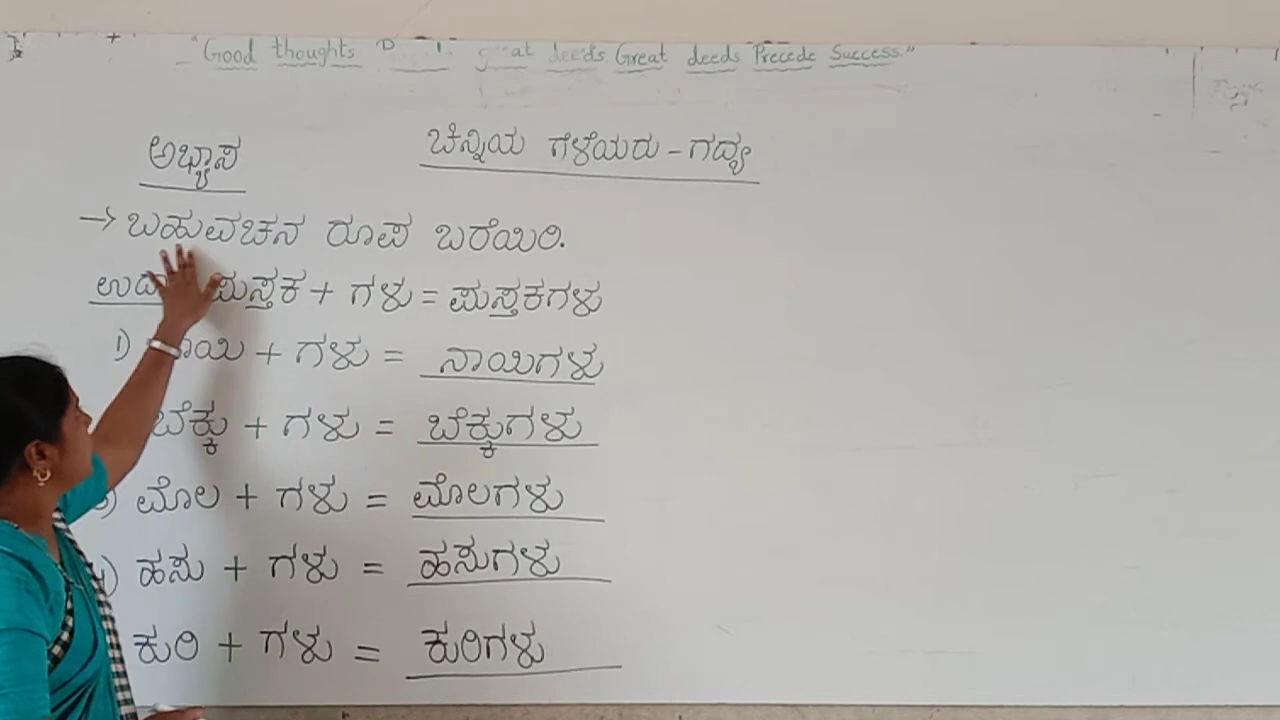 "Good thoughts great deeds Great deeds Precede Success"
ಅಭ್ಯಾಸ
ಚಿನ್ನಿಯ ಗೆಳೆಯರು - ಗದ್ಯ
→ ಬಹುವಚನ ರೂಪ ಬರೆಯಿರಿ.
ಪುಸ್ತಕ + ಗಳು = ಪುಸ್ತಕಗಳು
1) + ಗಳು = ನಾಯಿಗಳು
ಬೆಕ್ಕು + ಗಳು = ಬೆಕ್ಕುಗಳು
ಮೊಲ + ಗಳು = ಮೊಲಗಳು
ಹಸು + ಗಳು = ಹಸುಗಳು
ಕುರಿ + ಗಳು = ಕುರಿಗಳು